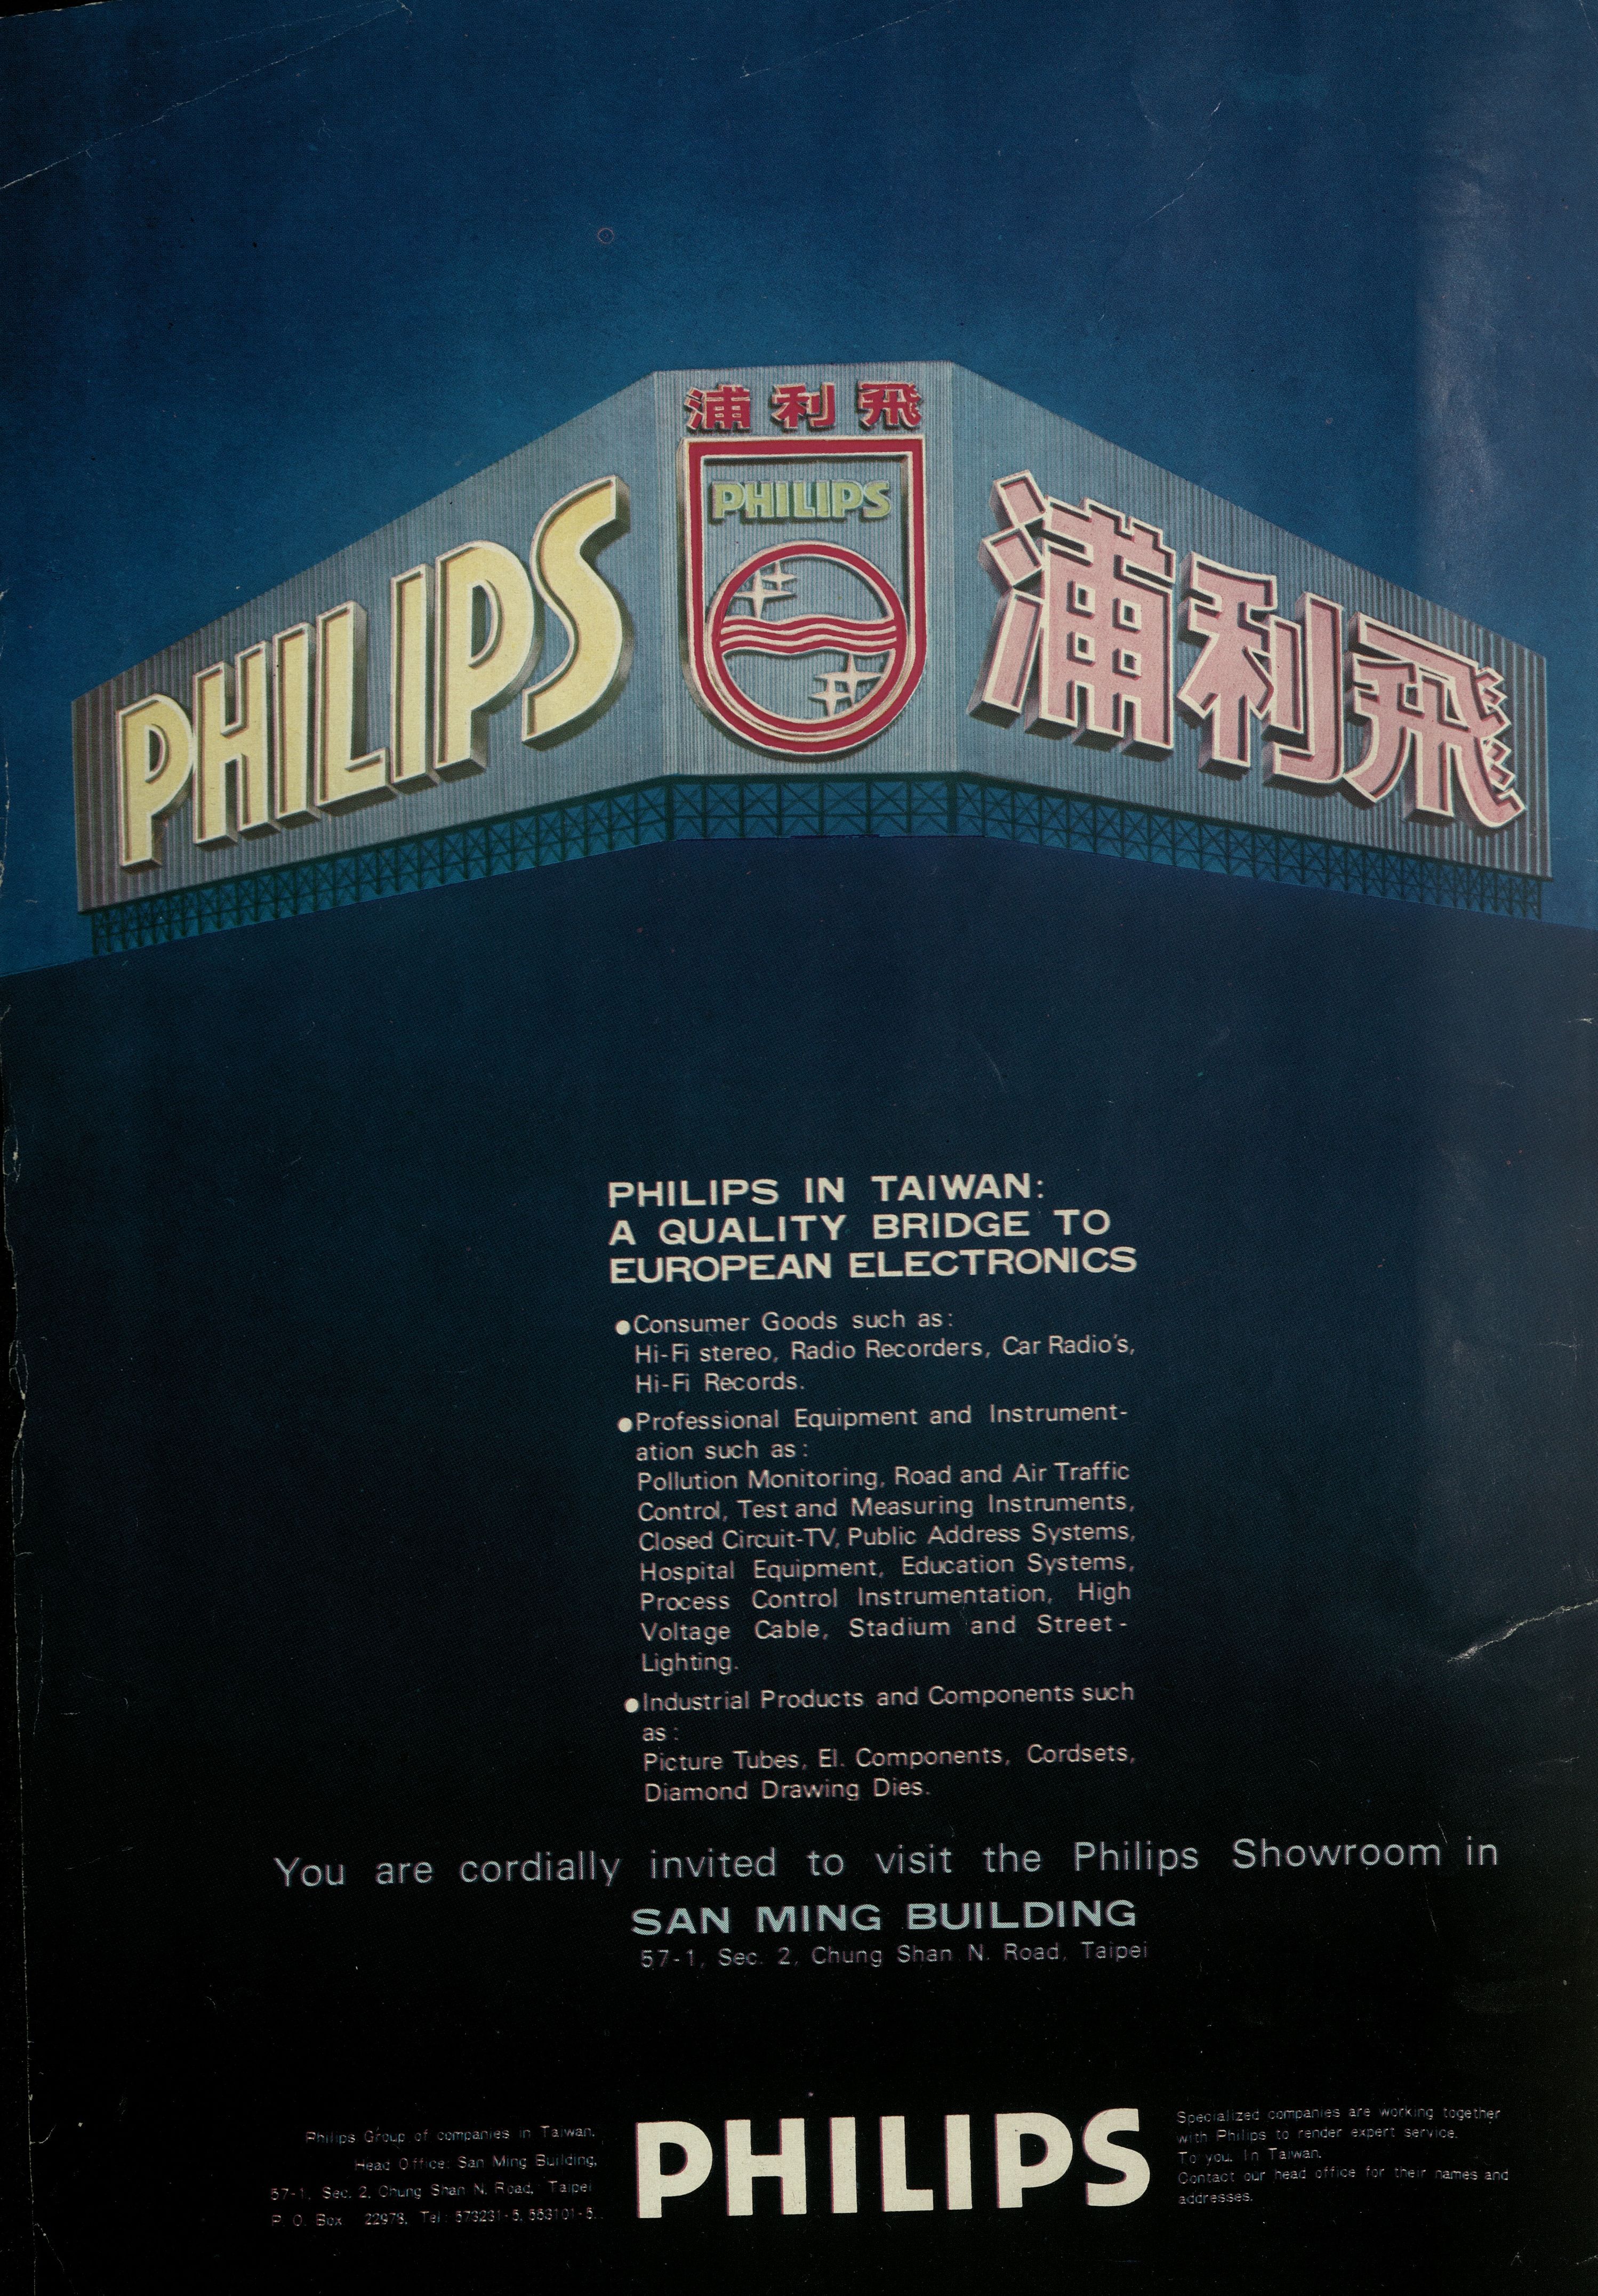 飛利浦
PHILIPS
PHILIPS
飛利浦
PHILIPS IN TAIWAN:
A QUALITY BRIDGE TO
EUROPEAN ELECTRONICS
●Consumer Goods such as:
Hi-Fi stereo, Radio Recorders, Car Radio's,
Hi-Fi Records.
●Professional Equipment and Instrument-
ation such as:
Pollution Monitoring, Road and Air Traffic
Control, Test and Measuring Instruments,
Closed Circuit-TV, Public Address Systems,
Hospital Equipment, Education Systems,
Process Control Instrumentation, High
Voltage Cable, Stadium and Street-
Lighting.
●Industrial Products and Components such
as:
Picture Tubes, El. Components, Cordsets,
Diamond Drawing Dies.
You are cordially invited to visit the Philips Showroom in
SAN MING BUILDING
57-1, Sec. 2, Chung Shan N. Road, Taipei
Philips Group of companies in Taiwan.
Head Office: San Ming Building,
57-1, Sec. 2, Chung Shan N. Road, Taipei
P. O. Box 22978, Tel:
PHILIPS
Specialized companies are working together
with Philips to render expert service.
To you. In Taiwan.
Contact our head office for their names and
addresses.